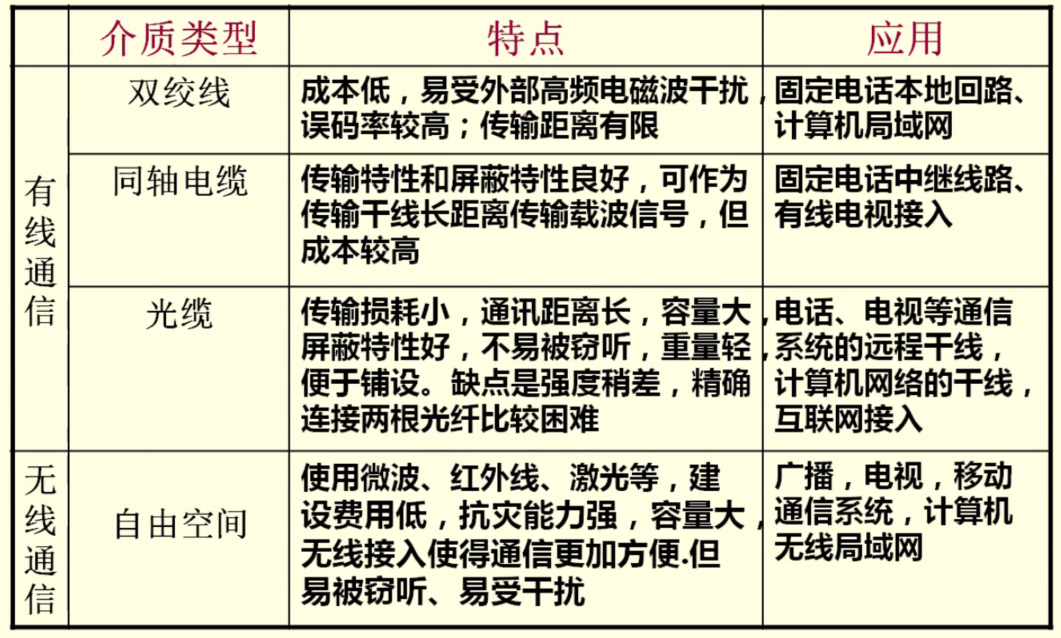 介质类型 特点 应用
有线通信
双绞线
成本低，易受外部高频电磁波干扰，
误码率较高；传输距离有限
固定电话本地回路、
计算机局域网
同轴电缆
传输特性和屏蔽特性良好，可作为
传输干线长距离传输载波信号，但
成本较高
固定电话中继线路、
有线电视接入
光缆
传输损耗小，通讯距离长，容量大，
屏蔽特性好，不易被窃听，重量轻，
便于铺设。缺点是强度稍差，精确
连接两根光纤比较困难
电话、电视等通信
系统的远程干线，
计算机网络的干线，
互联网接入
无线通信
自由空间
使用微波、红外线、激光等，建
设费用低，抗灾能力强，容量大，
无线接入使得通信更加方便.但
易被窃听、易受干扰
广播，电视，移动
通信系统，计算机
无线局域网